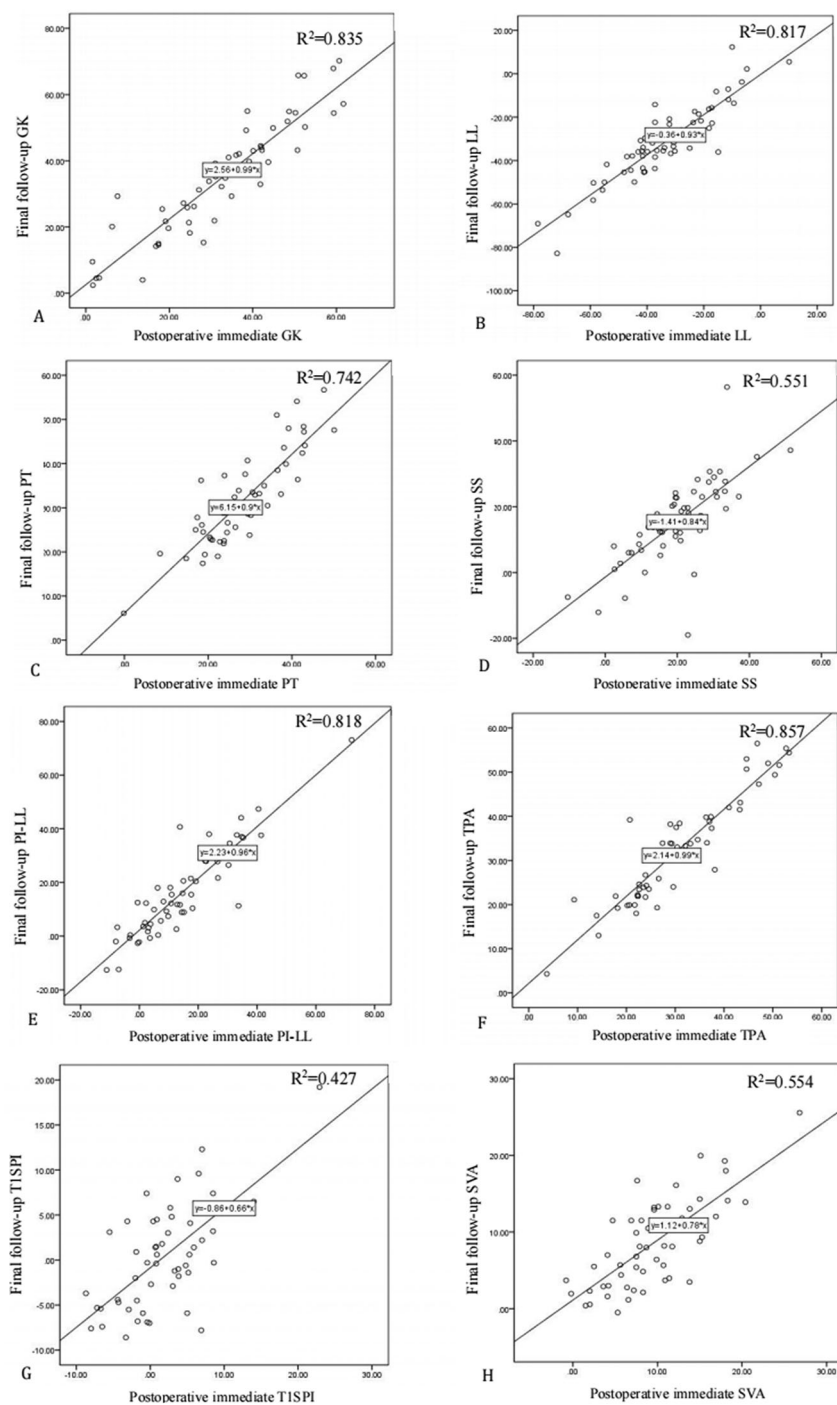 R²=0.835
80.00
60.00
40.00
20.00
.00
y=2.56+0.99*x
Final follow-up GK
.00 20.00 40.00 60.00
A
Postoperative immediate GK
R²=0.817
20.00
.00
-20.00
-40.00
-60.00
-80.00
-100.00
y=-0.36+0.93*x
Final follow-up LL
-80.00 -60.00 -40.00 -20.00 .00 20.00
B
Postoperative immediate LL
R²=0.742
60.00
50.00
40.00
30.00
20.00
10.00
.00
y=6.15+0.9*x
Final follow-up PT
.00 20.00 40.00 60.00
C
Postoperative immediate PT
R²=0.551
60.00
40.00
20.00
.00
-20.00
y=-1.41+0.84*x
Final follow-up SS
-20.00 .00 20.00 40.00 60.00
D
Postoperative immediate SS
R²=0.818
80.00
60.00
40.00
20.00
.00
-20.00
y=2.23+0.96*x
Final follow-up PI-LL
-20.00 .00 20.00 40.00 60.00 80.00
E
Postoperative immediate PI-LL
R²=0.857
60.00
50.00
40.00
30.00
20.00
10.00
.00
y=2.14+0.99*x
Final follow-up TPA
.00 10.00 20.00 30.00 40.00 50.00 60.00
F
Postoperative immediate TPA
R²=0.427
20.00
15.00
10.00
5.00
.00
-5.00
-10.00
y=-0.86+0.66*x
Final follow-up T1SPI
-10.00 .00 10.00 20.00 30.00
G
Postoperative immediate T1SPI
R²=0.554
30.00
20.00
10.00
.00
y=1.12+0.78*x
Final follow-up SVA
.00 10.00 20.00 30.00
H
Postoperative immediate SVA